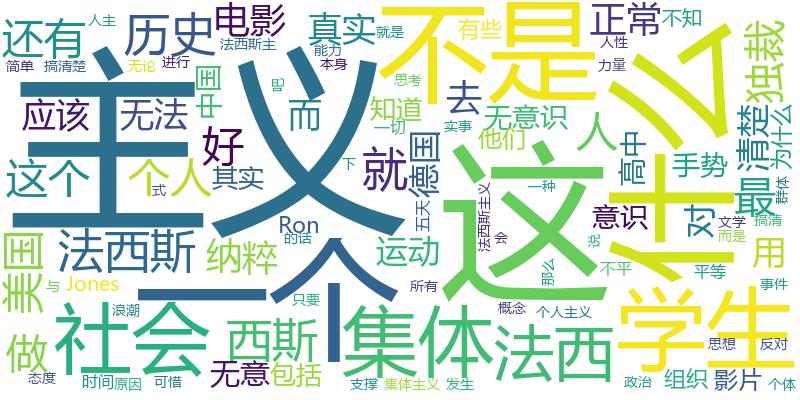 主义
不是
什么
这
一个
学生
社会
集体
法西
西斯
法西斯
历史
电影
还有
真实
正常
独裁
清楚
应该
无法
中国
好
而
就
知道
去
无意识
他们
人
高中
手势
最
对
用
这个
个人
其实
德国
意识
美国
纳粹
运动
Ron
Jones
做
无意
包括
组织
影片
有些
不知
为什么
人主
法西斯主
就是
简单
搞清楚
无论
进行
能力
本身
思考
人性
力量
一切
实事
下
式
五天
一种
群体
文学
搞清
而是
的话
法西斯主义
会
那么
说
不平
平等
事件
与
浪潮
只要
所有
概念
个人主义
思想
反对
态度
时间
原因
可惜
支撑
集体主义
发生
政治
个体